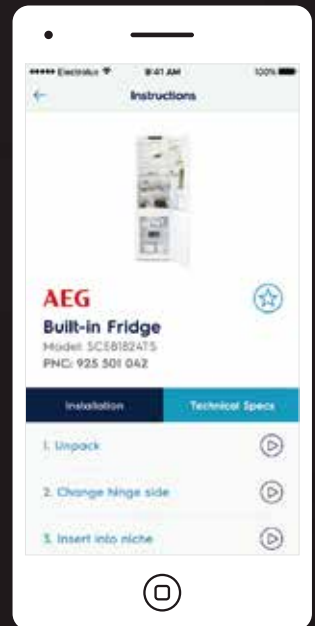 Electrolux 9:41 AM 100%
Instructions
AEG
Built-in Fridge
Model: SCE81824TS
PNC: 925 501 042
Installation Technical Specs
1. Unpack
2. Change hinge side
3. Insert into niche